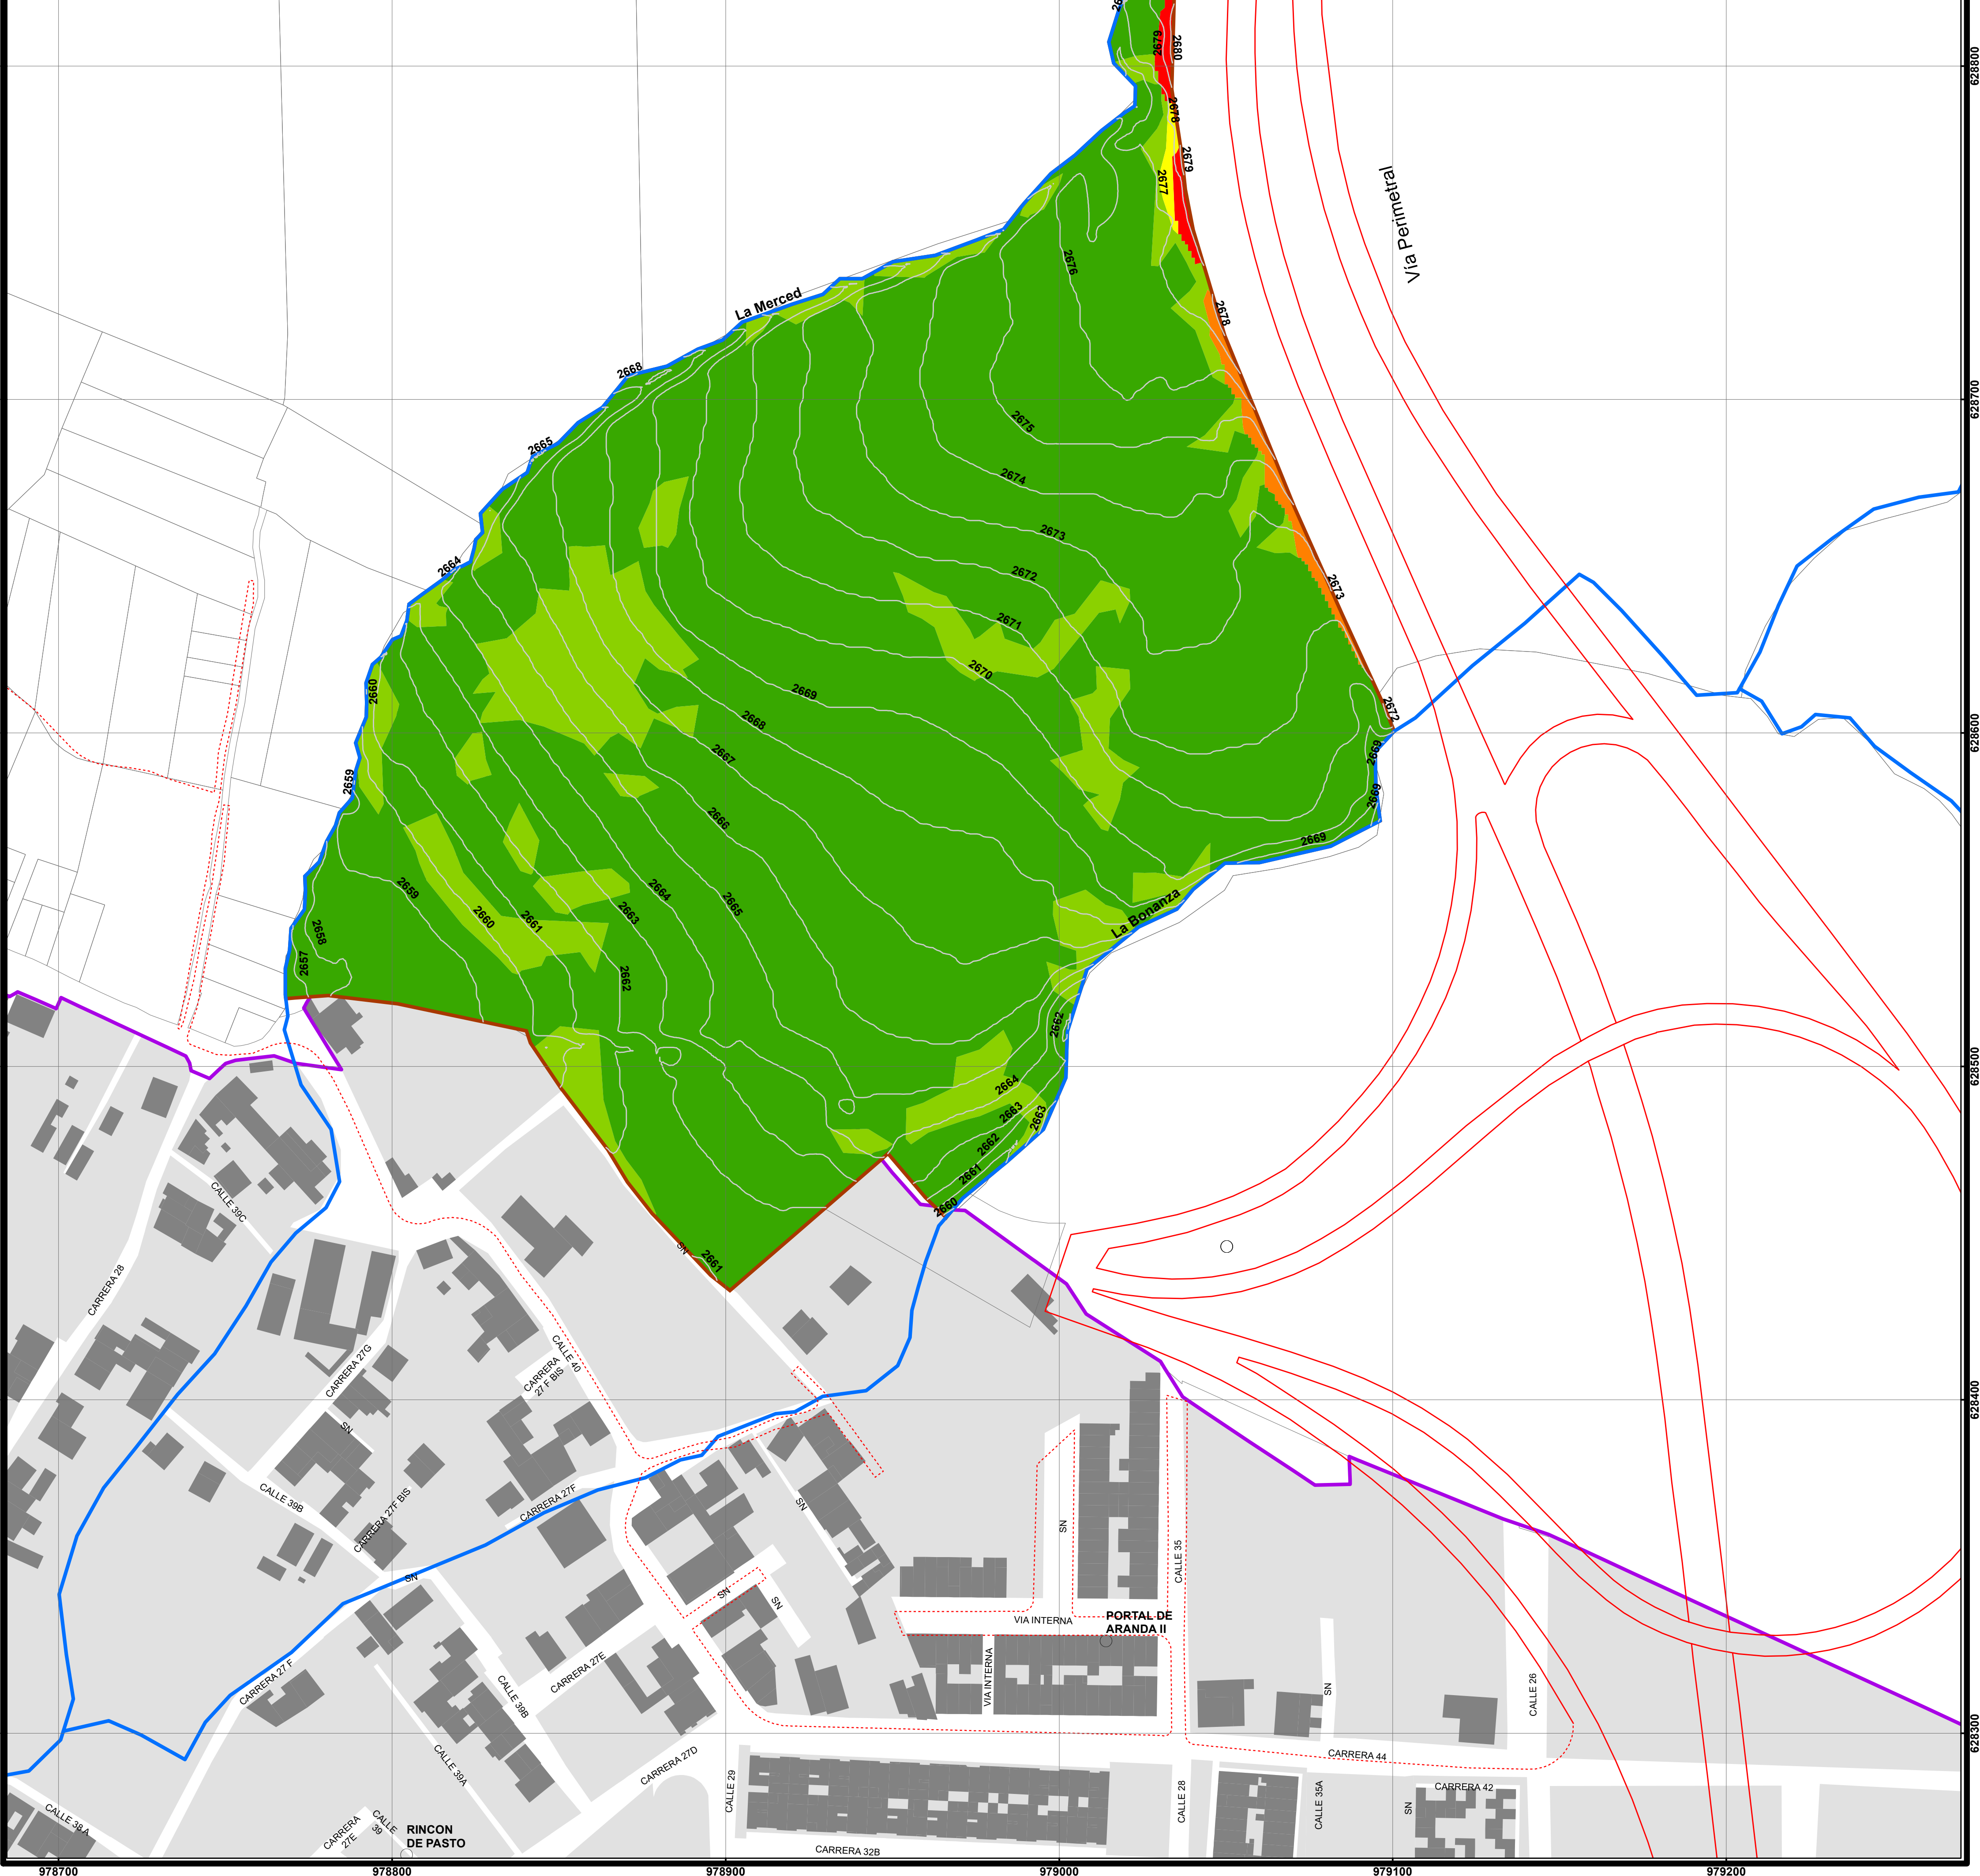 26
2679
2680
628800
2678
2679
2677
Via Perimetral
2676
La Merced
2678
2668
628700
2675
2665
2674
2673
2664
2672
2673
2671
2670
2660
2669
2672
2668
628600
2667
2669
2659
2669
2666
2669
2659
2664
2665
La Bonanza
2660
2661
2663
2658
2657
2662
2662
628500
2664
2663
2663
2662
2661
2660
CALLE 39C
SN
2661
CARRERA 28
CALLE 40
CARRERA 27G
CARRERA
27 F BIS
628400
SN
CALLE 39B
CARRERA 27F BIS
CARRERA 27F
SN
SN
CALLE 35
SN
SN
SN
VIA INTERNA
PORTAL DE
ARANDA II
CARRERA 27E
VIA INTERNA
CARRERA 27 F
CALLE 39B
SN
CALLE 26
628300
CALLE 39A
CARRERA 27D
CARRERA 44
CALLE 29
CALLE 28
CALLE 35A
CARRERA 42
SN
CALLE 38 A
CARRERA
27E
CALLE
39
RINCON
DE PASTO
CARRERA 32B
978700
978800
978900
979000
979100
979200